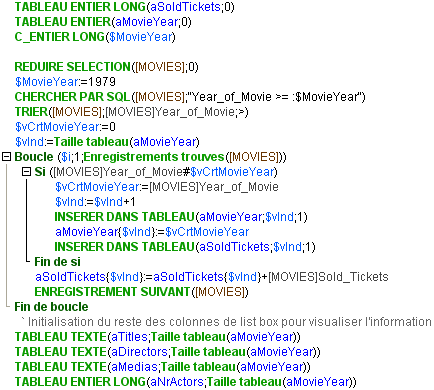 TABLEAU ENTIER LONG(aSoldTickets;0)
TABLEAU ENTIER(aMovieYear;0)
C_ENTIER LONG($MovieYear)
REDUIRE SELECTION([MOVIES];0)
$MovieYear:=1979
CHERCHER PAR SQL([MOVIES];"Year_of_Movie >= :$MovieYear")
TRIER([MOVIES];[MOVIES]Year_of_Movie;>)
$vCrtMovieYear:=0
$vInd:=Taille tableau(aMovieYear)
Boucle ($i;1;Enregistrements trouves([MOVIES]))
Si ([MOVIES]Year_of_Movie#$vCrtMovieYear)
$vCrtMovieYear:=[MOVIES]Year_of_Movie
$vInd:=$vInd+1
INSERER DANS TABLEAU(aMovieYear;$vInd;1)
aMovieYear{$vInd}:=$vCrtMovieYear
INSERER DANS TABLEAU(aSoldTickets;$vInd;1)
Fin de si
aSoldTickets{$vInd}:=aSoldTickets{$vInd}+[MOVIES]Sold_Tickets
ENREGISTREMENT SUIVANT([MOVIES])
Fin de boucle
` Initialisation du reste des colonnes de list box pour visualiser l'information
TABLEAU TEXTE(aTitles;Taille tableau(aMovieYear))
TABLEAU TEXTE(aDirectors;Taille tableau(aMovieYear))
TABLEAU TEXTE(aMedias;Taille tableau(aMovieYear))
TABLEAU ENTIER LONG(aNrActors;Taille tableau(aMovieYear))